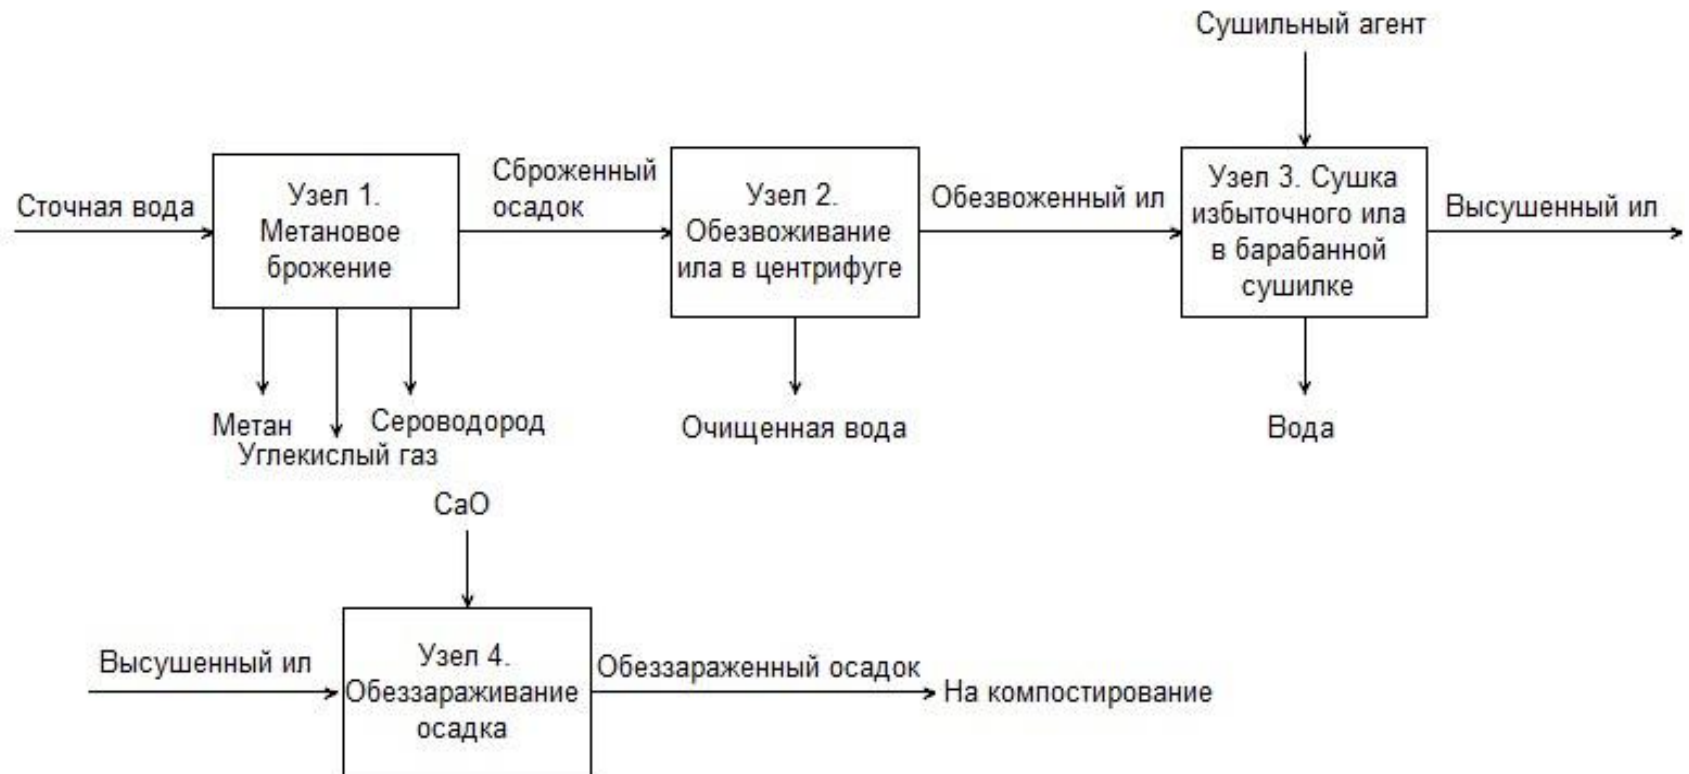 Сушильный агент
Сточная вода
Узел 1.
Метановое
брожение
Сброженный
осадок
Узел 2.
Обезвоживание
ила в центрифуге
Обезвоженный ил
Узел 3. Сушка
избыточного ила
в барабанной
сушилке
Высушенный ил
Метан
Углекислый газ
Сероводород
Очищенная вода
Вода
CaO
Высушенный ил
Узел 4.
Обеззараживание
осадка
Обеззараженный осадок
На компостирование